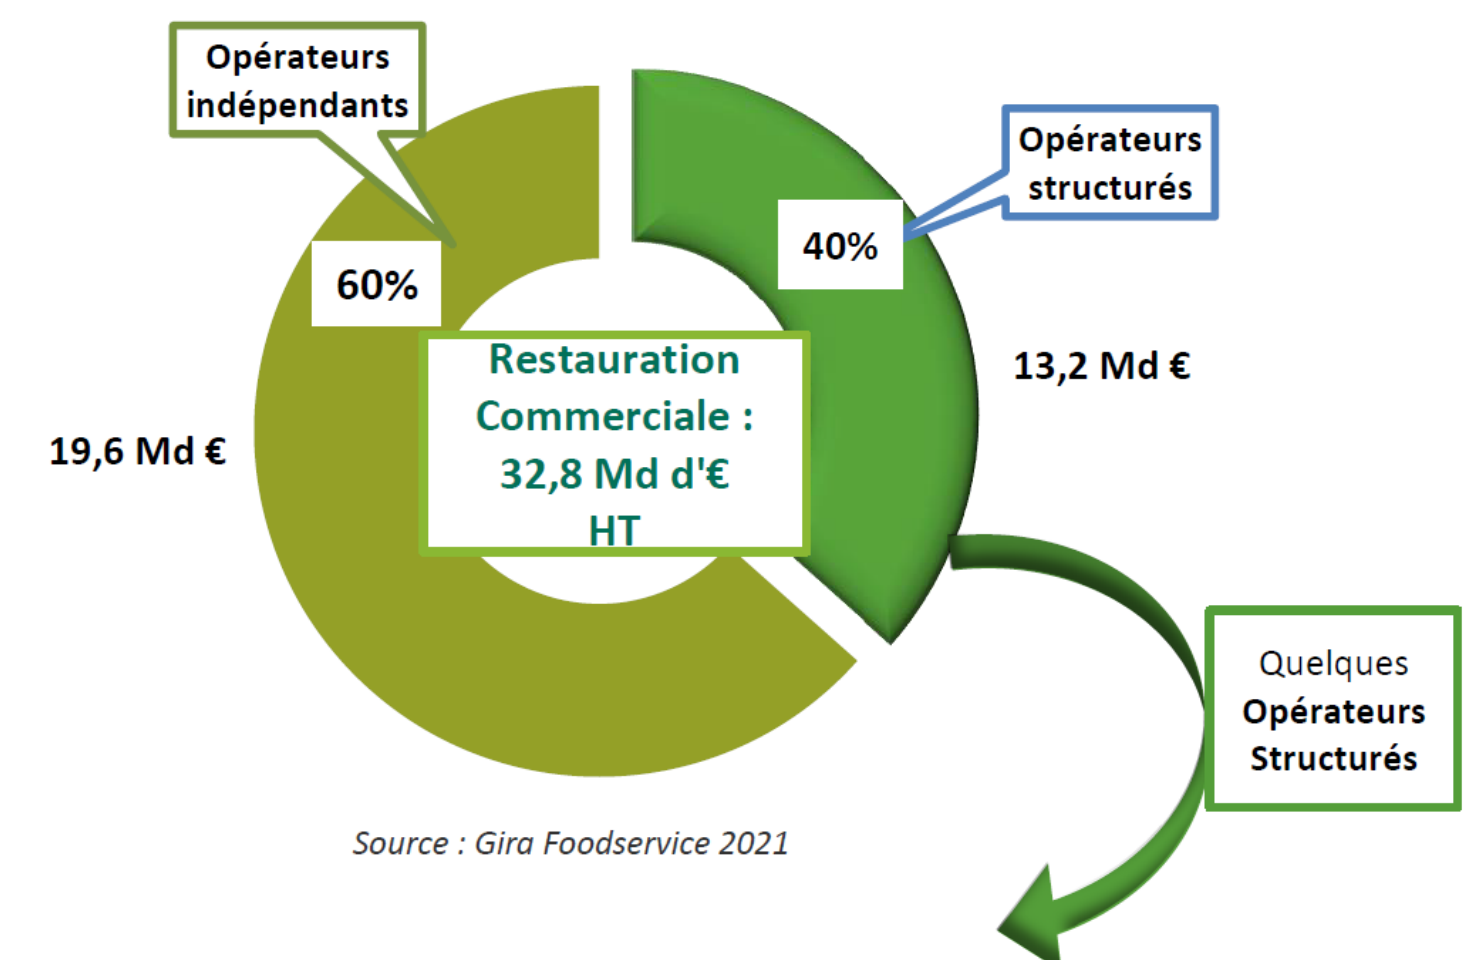 Opérateurs
indépendants
60%
19,6 Md €
Opérateurs
structurés
40%
13,2 Md €
Restauration
Commerciale :
32,8 Md d'€
HT
Quelques
Opérateurs
Structurés
Source : Gira Foodservice 2021